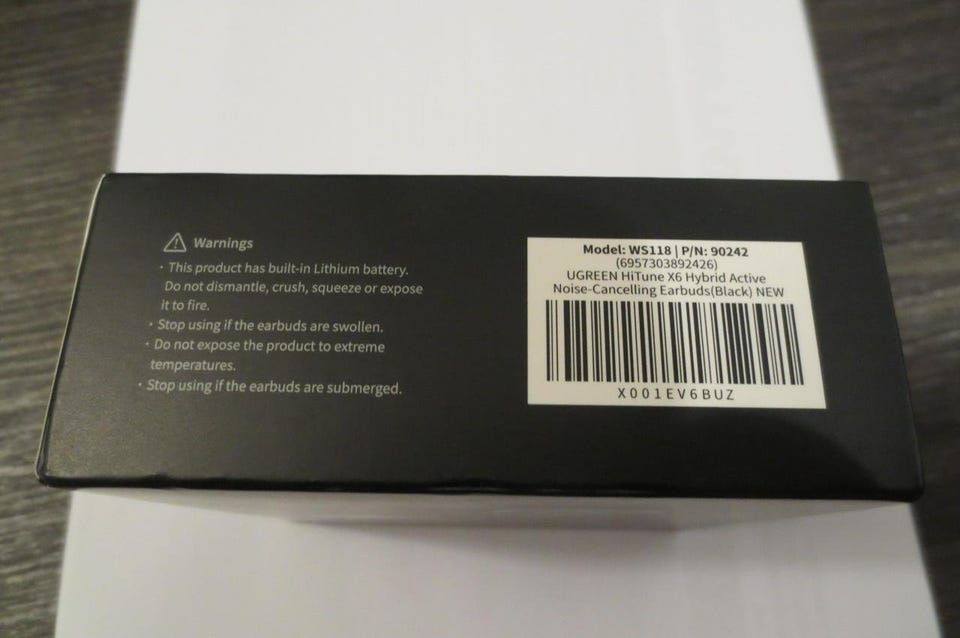 Warnings
· This product has built-in Lithium battery.
Do not dismantle, crush, squeeze or expose
it to fire.
· Stop using if the earbuds are swollen.
· Do not expose the product to extreme
temperatures.
· Stop using if the earbuds are submerged.
Model: WS118 | P/N: 90242
(6957303892426)
UGREEN HiTune X6 Hybrid Active
Noise-Cancelling Earbuds(Black) NEW
X001EV6BUZ